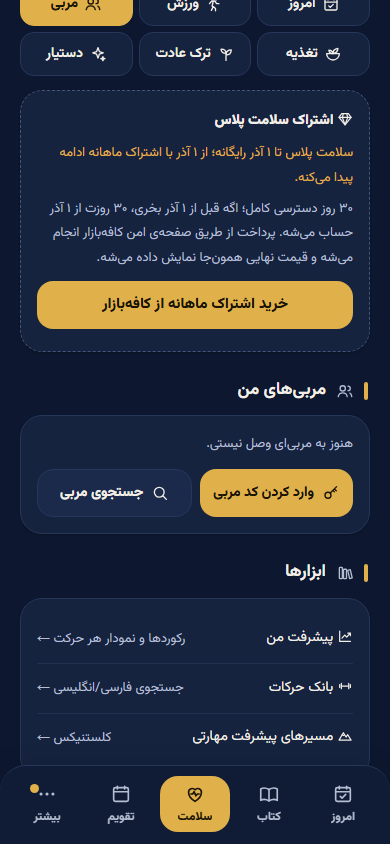 امروز
ورزش
مربی
تغذیه
ترک عادت
دستیار
اشتراک سلامت پلاس
سلامت پلاس تا ۱ آذر رایگانه؛ از ۱ آذر با اشتراک ماهانه ادامه
پیدا می‌کنه.
۳۰ روز دسترسی کامل؛ اگه قبل از ۱ آذر بخری، ۳۰ روزت از ۱ آذر
حساب می‌شه. پرداخت از طریق صفحه‌ی امن کافه‌بازار انجام
می‌شه و قیمت نهایی همون‌جا نمایش داده می‌شه.
خرید اشتراک ماهانه از کافه‌بازار
مربی‌های من
هنوز به مربی‌ای وصل نیستی.
وارد کردن کد مربی
جستجوی مربی
ابزارها
پیشرفت من
رکوردها و نمودار هر حرکت ←
بانک حرکات
جستجوی فارسی/انگلیسی ←
مسیرهای پیشرفت مهارتی
کلستنیکس ←
امروز
کتاب
سلامت
تقویم
بیشتر